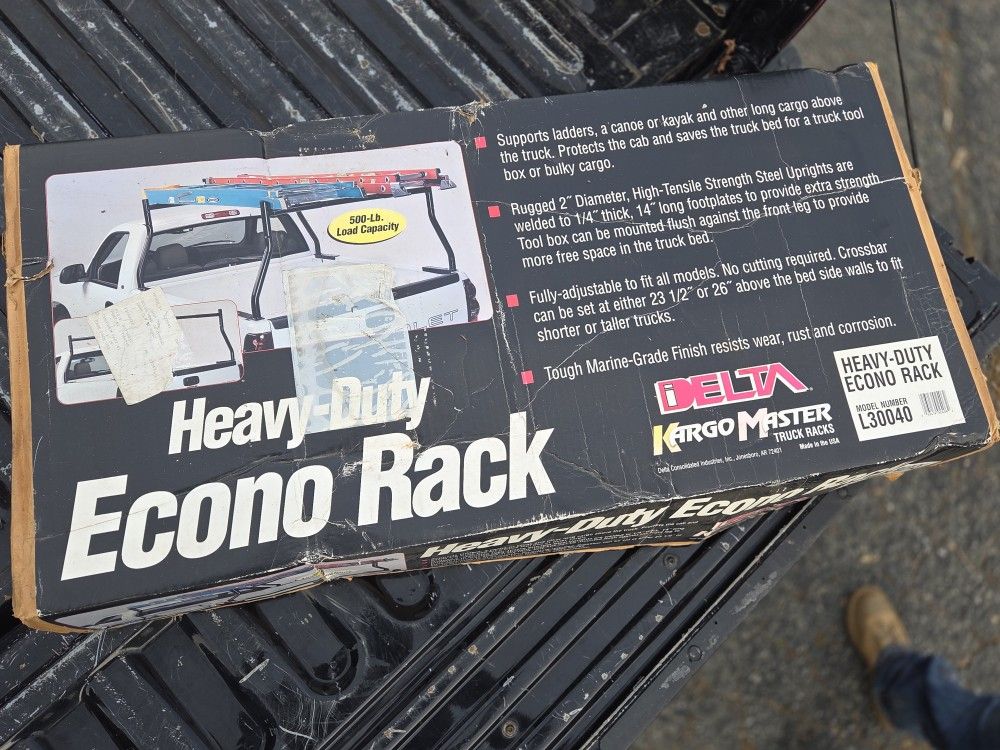 500-Lb.
Load Capacity
Heavy-Duty
Econo Rack
Supports ladders, a canoe or kayak and other long cargo above
the truck. Protects the cab and saves the truck bed for a truck tool
box or bulky cargo.
Rugged 2″ Diameter, High-Tensile Strength Steel Uprights are
welded to 1/4″ thick, 14″ long footplates to provide extra strength.
Tool box can be mounted flush against the front leg to provide
more free space in the truck bed.
Fully-adjustable to fit all models. No cutting required. Crossbar
can be set at either 23 1/2″ or 26″ above the bed side walls to fit
shorter or taller trucks.
Tough Marine-Grade Finish resists wear, rust and corrosion.
DELTA
KARGO MASTER
TRUCK RACKS
Made in the USA
Delta Consolidated Industries, Inc., Jonesboro, AR 72401
HEAVY-DUTY
ECONO RACK
MODEL NUMBER
L30040
Heavy-Duty Econo